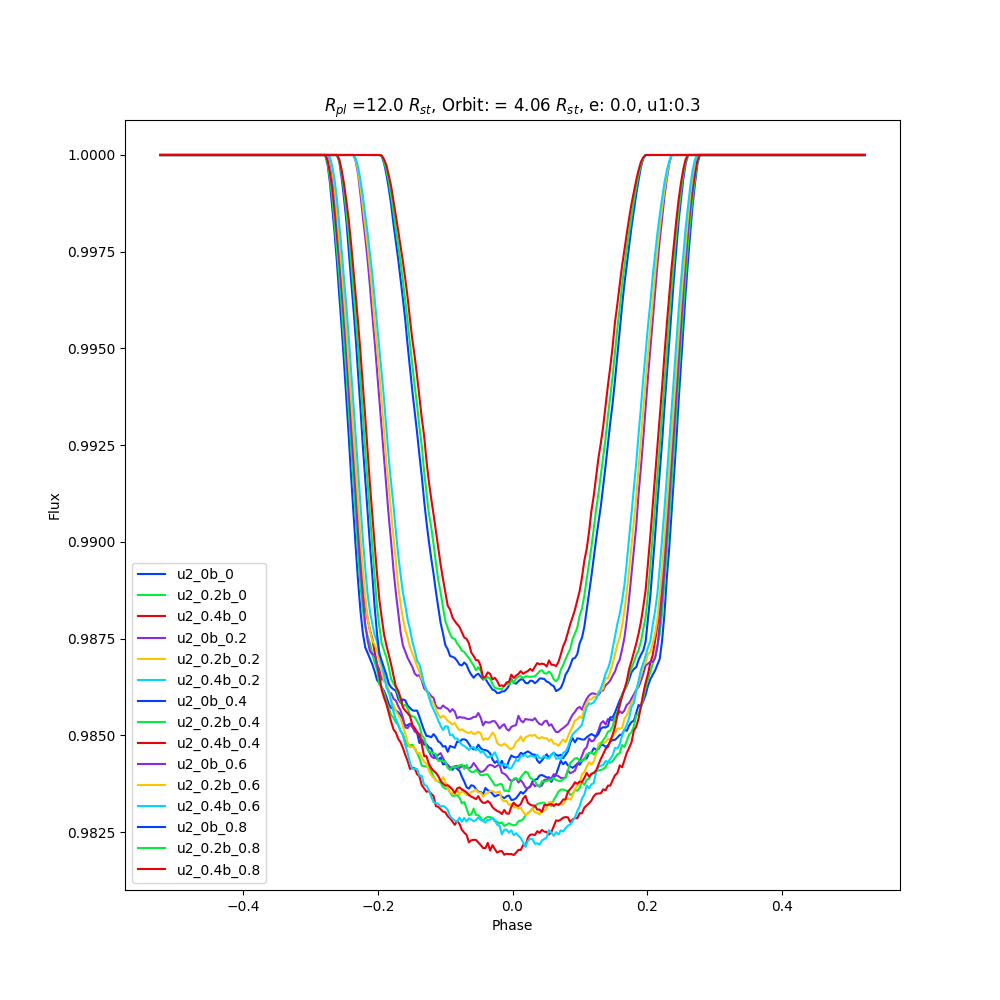 R_pl =12.0 R_st, Orbit: = 4.06 R_st, e: 0.0, u1:0.3
1.0000
0.9975
0.9950
0.9925
0.9900
0.9875
0.9850
0.9825
Flux
u2_0b_0
u2_0.2b_0
u2_0.4b_0
u2_0b_0.2
u2_0.2b_0.2
u2_0.4b_0.2
u2_0b_0.4
u2_0.2b_0.4
u2_0.4b_0.4
u2_0b_0.6
u2_0.2b_0.6
u2_0.4b_0.6
u2_0b_0.8
u2_0.2b_0.8
u2_0.4b_0.8
−0.4 −0.2 0.0 0.2 0.4
Phase